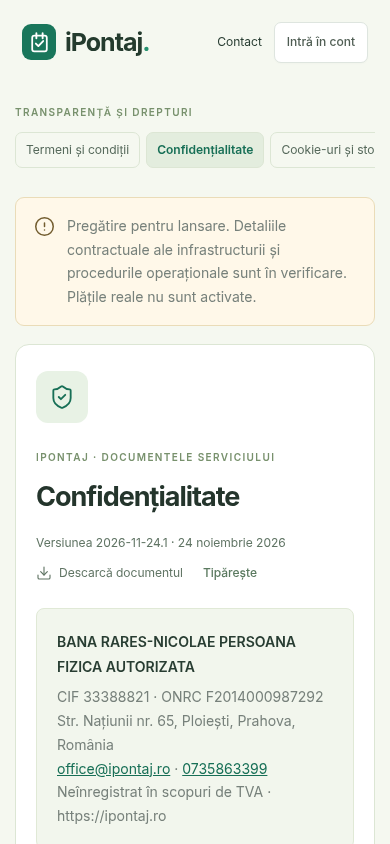 iPontaj.
Contact
Intră în cont
TRANSPARENȚĂ ȘI DREPTURI
Termeni și condiții
Confidențialitate
Cookie-uri și sto
Pregătire pentru lansare. Detaliile
contractuale ale infrastructurii și
procedurile operaționale sunt în verificare.
Plățile reale nu sunt activate.
IPONTAJ · DOCUMENTELE SERVICIULUI
Confidențialitate
Versiunea 2026-11-24.1 · 24 noiembrie 2026
Descarcă documentul
Tipărește
BANA RARES-NICOLAE PERSOANA
FIZICA AUTORIZATA
CIF 33388821 · ONRC F2014000987292
Str. Națiunii nr. 65, Ploiești, Prahova,
România
office@ipontaj.ro · 0735863399
Neînregistrat în scopuri de TVA ·
https://ipontaj.ro